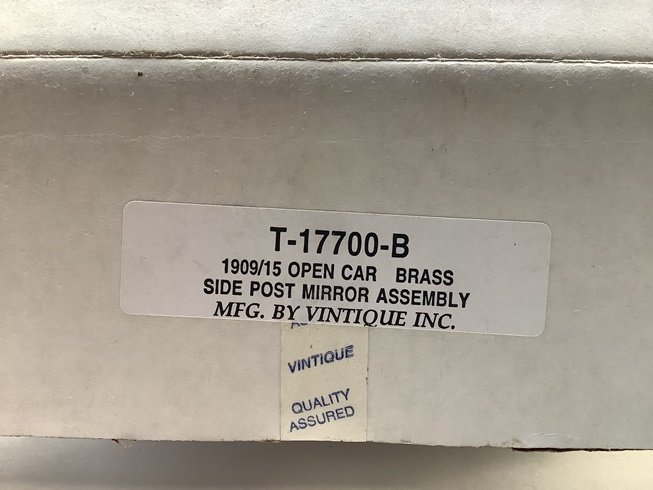 T-17700-B
1909/15 OPEN CAR BRASS
SIDE POST MIRROR ASSEMBLY
MFG. BY VINTIQUE INC.
VINTIQUE
QUALITY
ASSURED